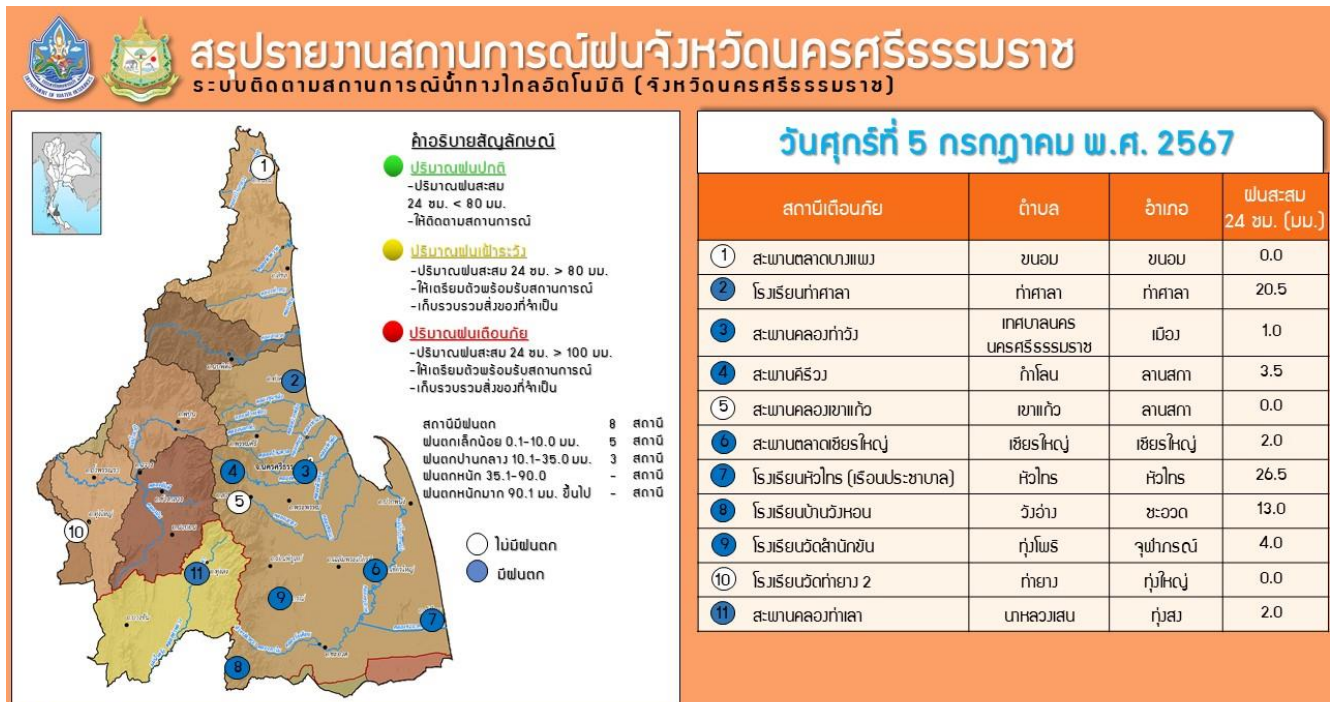 สรุปรายงานสถานการณ์ฝนจังหวัดนครศรีธรรมราช
ระบบติดตามสถานการณ์น้ำทางไกลอัตโนมัติ (จังหวัดนครศรีธรรมราช)
คำอธิบายสัญลักษณ์
ปริมาณฝนปกติ
-ปริมาณฝนสะสม
24 ชม. < 80 มม.
-ให้ติดตามสถานการณ์
ปริมาณฝนเฝ้าระวัง
-ปริมาณฝนสะสม 24 ชม. > 80 มม.
-ให้เตรียมตัวพร้อมรับสถานการณ์
-เก็บรวบรวมสิ่งของที่จำเป็น
ปริมาณฝนเตือนภัย
-ปริมาณฝนสะสม 24 ชม. > 100 มม.
-ให้เตรียมตัวพร้อมรับสถานการณ์
-เก็บรวบรวมสิ่งของที่จำเป็น
สถานีมีฝนตก 8 สถานี
ฝนตกเล็กน้อย 0.1-10.0 มม. 5 สถานี
ฝนตกปานกลาง 10.1-35.0 มม. 3 สถานี
ฝนตกหนัก 35.1-90.0 - สถานี
ฝนตกหนักมาก 90.1 มม. ขึ้นไป - สถานี
ไม่มีฝนตก
มีฝนตก
1
2
3
4
5
10
11
6
9
7
8
วันศุกร์ที่ 5 กรกฎาคม พ.ศ. 2567
สถานีเตือนภัย ตำบล อำเภอ ฝนสะสม
24 ชม. (มม.)
1 สะพานตลาดบางแพง ขนอม ขนอม 0.0
2 โรงเรียนท่าศาลา ท่าศาลา ท่าศาลา 20.5
3 สะพานคลองท่าวัง เทศบาลนคร
นครศรีธรรมราช เมือง 1.0
4 สะพานคีรีวง กำโลน ลานสกา 3.5
5 สะพานคลองเขาแก้ว เขาแก้ว ลานสกา 0.0
6 สะพานตลาดเชียรใหญ่ เชียรใหญ่ เชียรใหญ่ 2.0
7 โรงเรียนหัวไทร (เรือนประชาบาล) หัวไทร หัวไทร 26.5
8 โรงเรียนบ้านวังหอน วังอ่าง ชะอวด 13.0
9 โรงเรียนวัดสำนักขัน ทุ่งโพธิ จุฬาภรณ์ 4.0
10 โรงเรียนวัดท่ายาง 2 ท่ายาง ทุ่งใหญ่ 0.0
11 สะพานคลองท่าเลา นาหลวงเสน ทุ่งสง 2.0